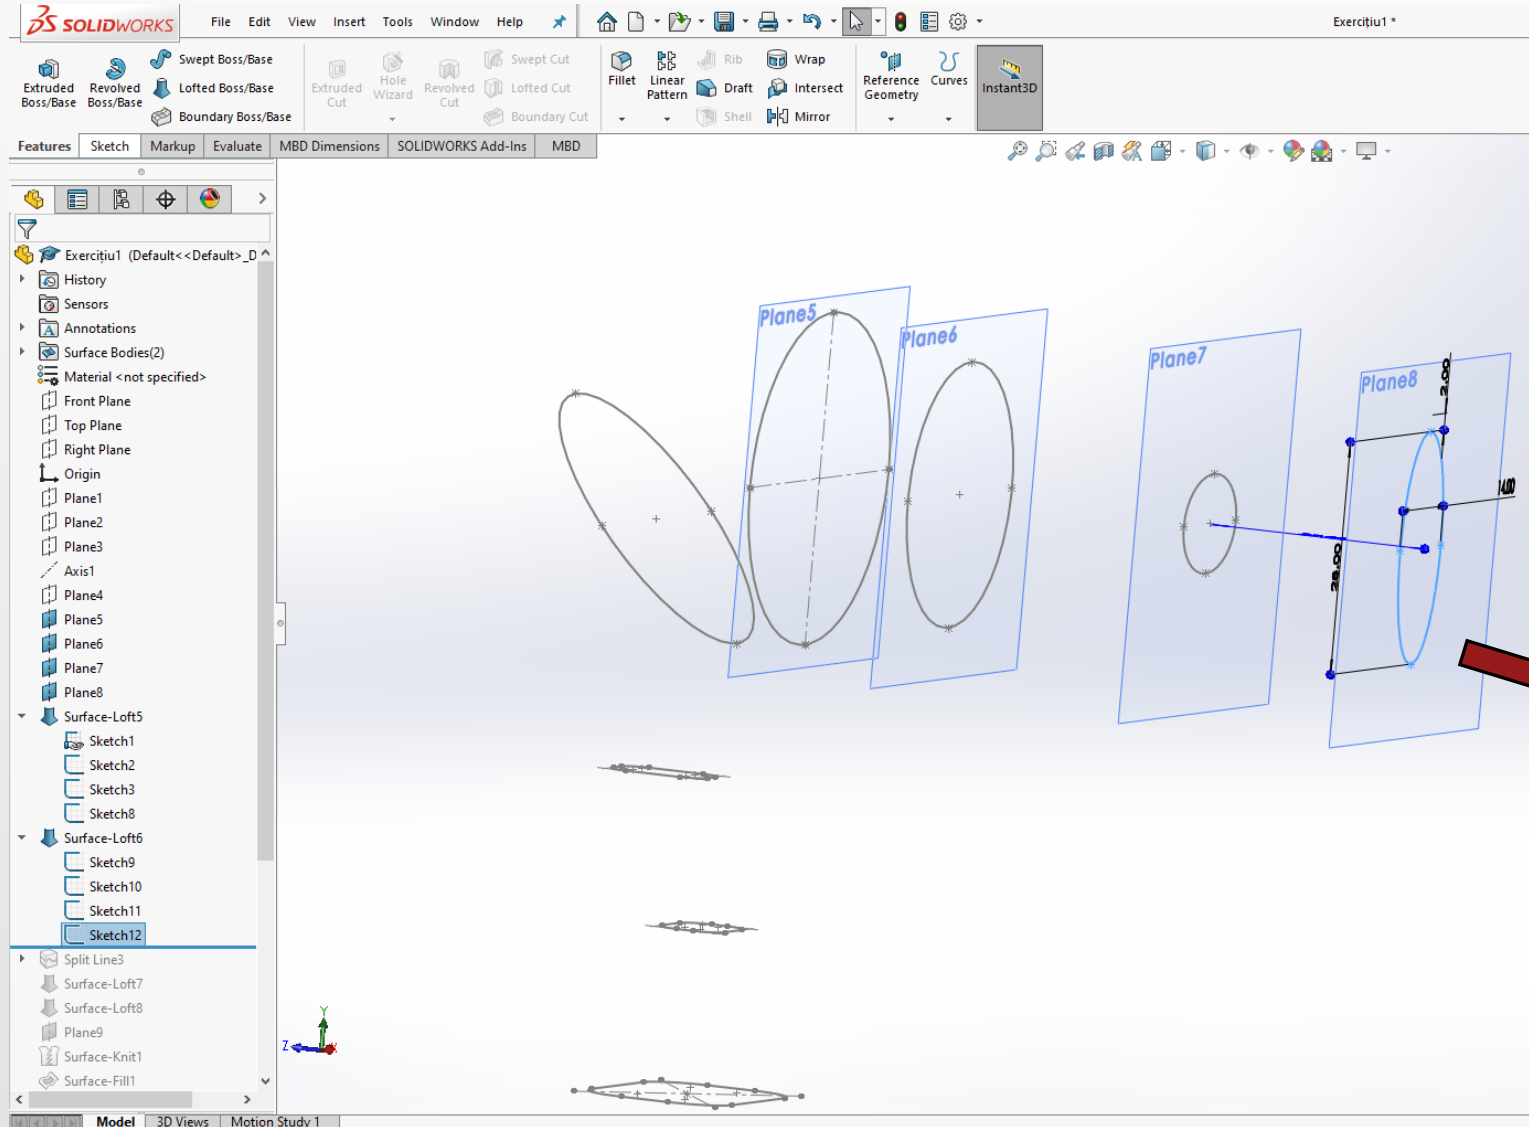 SOLIDWORKS File Edit View Insert Tools Window Help Exercițiu1 *
Extruded Boss/Base
Revolved Boss/Base
Swept Boss/Base
Lofted Boss/Base
Boundary Boss/Base
Extruded Cut
Hole Wizard
Revolved Cut
Swept Cut
Lofted Cut
Boundary Cut
Fillet
Linear Pattern
Rib
Draft
Shell
Wrap
Intersect
Mirror
Reference Geometry
Curves
Instant3D
Features Sketch Markup Evaluate MBD Dimensions SOLIDWORKS Add-Ins MBD
Exercițiu1 (Default<<Default>_D
History
Sensors
Annotations
Surface Bodies(2)
Material <not specified>
Front Plane
Top Plane
Right Plane
Origin
Plane1
Plane2
Plane3
Axis1
Plane4
Plane5
Plane6
Plane7
Plane8
Surface-Loft5
Sketch1
Sketch2
Sketch3
Sketch8
Surface-Loft6
Sketch9
Sketch10
Sketch11
Sketch12
Split Line3
Surface-Loft7
Surface-Loft8
Plane9
Surface-Knit1
Surface-Fill1
Plane5
Plane6
Plane7
Plane8
2.00
14.00
28.00
Y
Z
X
Model 3D Views Motion Study 1